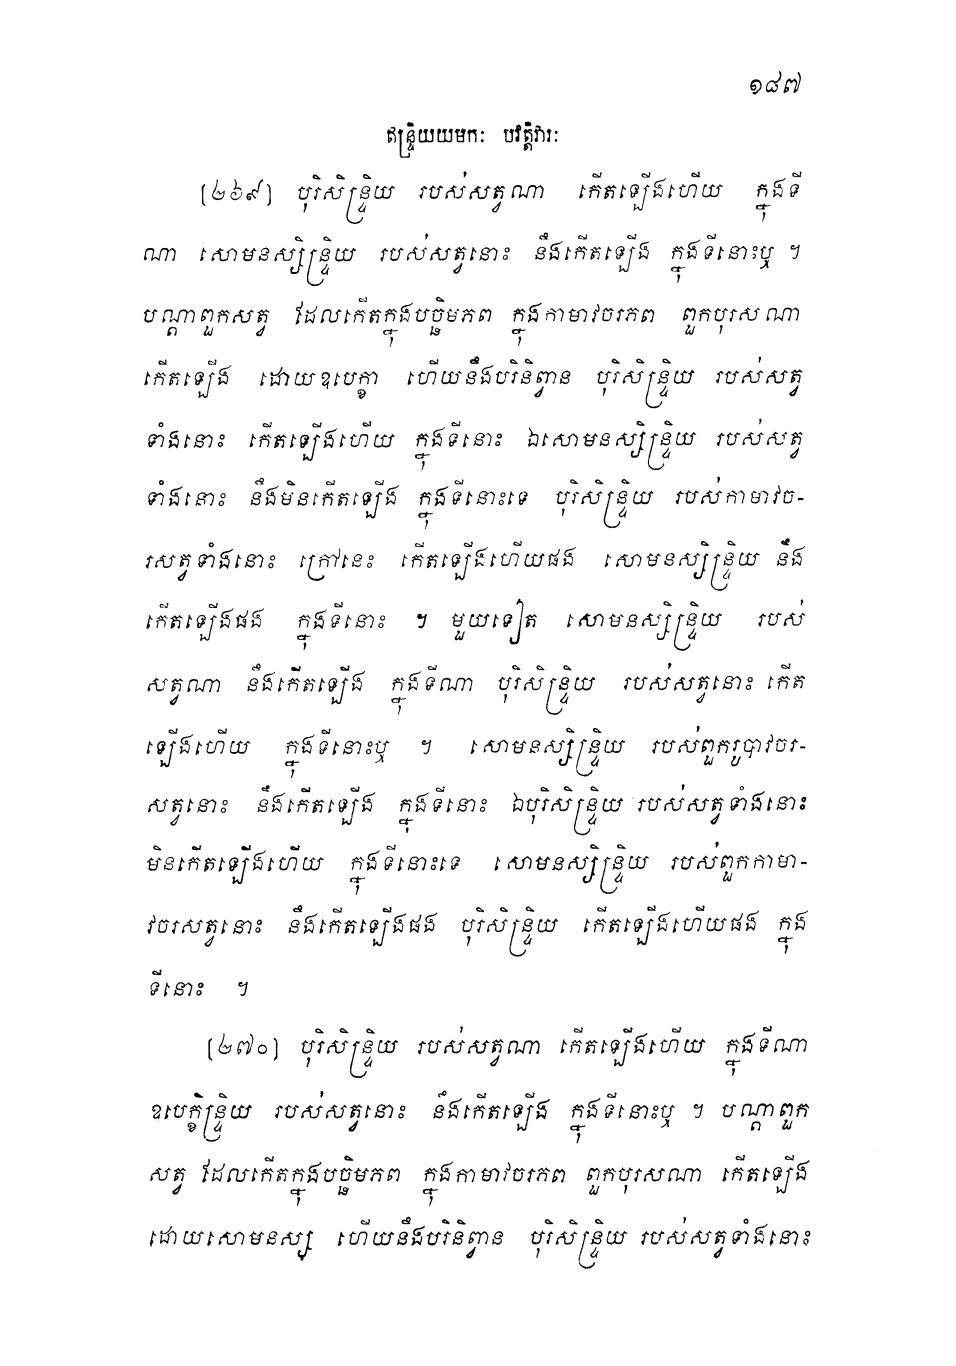 ១៨៧
ឥន្ទ្រិយយមកៈ បវត្តិវារៈ
[២៦៩] បុរិសិន្ទ្រិយ របស់សត្វណា កើតឡើងហើយ ក្នុងទី
ណា សោមនស្សិន្ទ្រិយ របស់សត្វនោះ នឹងកើតឡើង ក្នុងទីនោះឬ ។
បណ្តាពួកសត្វ ដែលកើតក្នុងបច្ឆិមភព ក្នុងកាមាវចរភព ពួកបុរសណា
កើតឡើង ដោយឧបេក្ខា ហើយនឹងបរិនិព្វាន បុរិសិន្ទ្រិយ របស់សត្វ
ទាំងនោះ កើតឡើងហើយ ក្នុងទីនោះ ឯសោមនស្សិន្ទ្រិយ របស់សត្វ
ទាំងនោះ នឹងមិនកើតឡើង ក្នុងទីនោះទេ បុរិសិន្ទ្រិយ របស់កាមាវច-
រសត្វទាំងនោះ ក្រៅនេះ កើតឡើងហើយផង សោមនស្សិន្ទ្រិយ នឹង
កើតឡើងផង ក្នុងទីនោះ ។ មួយទៀត សោមនស្សិន្ទ្រិយ របស់
សត្វណា នឹងកើតឡើង ក្នុងទីណា បុរិសិន្ទ្រិយ របស់សត្វនោះ កើត
ឡើងហើយ ក្នុងទីនោះឬ ។ សោមនស្សិន្ទ្រិយ របស់ពួករូបាវចរ-
សត្វនោះ នឹងកើតឡើង ក្នុងទីនោះ ឯបុរិសិន្ទ្រិយ របស់សត្វទាំងនោះ
មិនកើតឡើងហើយ ក្នុងទីនោះទេ សោមនស្សិន្ទ្រិយ របស់ពួកកាមា-
វចរសត្វនោះ នឹងកើតឡើងផង បុរិសិន្ទ្រិយ កើតឡើងហើយផង ក្នុង
ទីនោះ ។
[២៧០] បុរិសិន្ទ្រិយ របស់សត្វណា កើតឡើងហើយ ក្នុងទីណា
ឧបេក្ខិន្ទ្រិយ របស់សត្វនោះ នឹងកើតឡើង ក្នុងទីនោះឬ ។ បណ្តាពួក
សត្វ ដែលកើតក្នុងបច្ឆិមភព ក្នុងកាមាវចរភព ពួកបុរសណា កើតឡើង
ដោយសោមនស្ស ហើយនឹងបរិនិព្វាន បុរិសិន្ទ្រិយ របស់សត្វទាំងនោះ